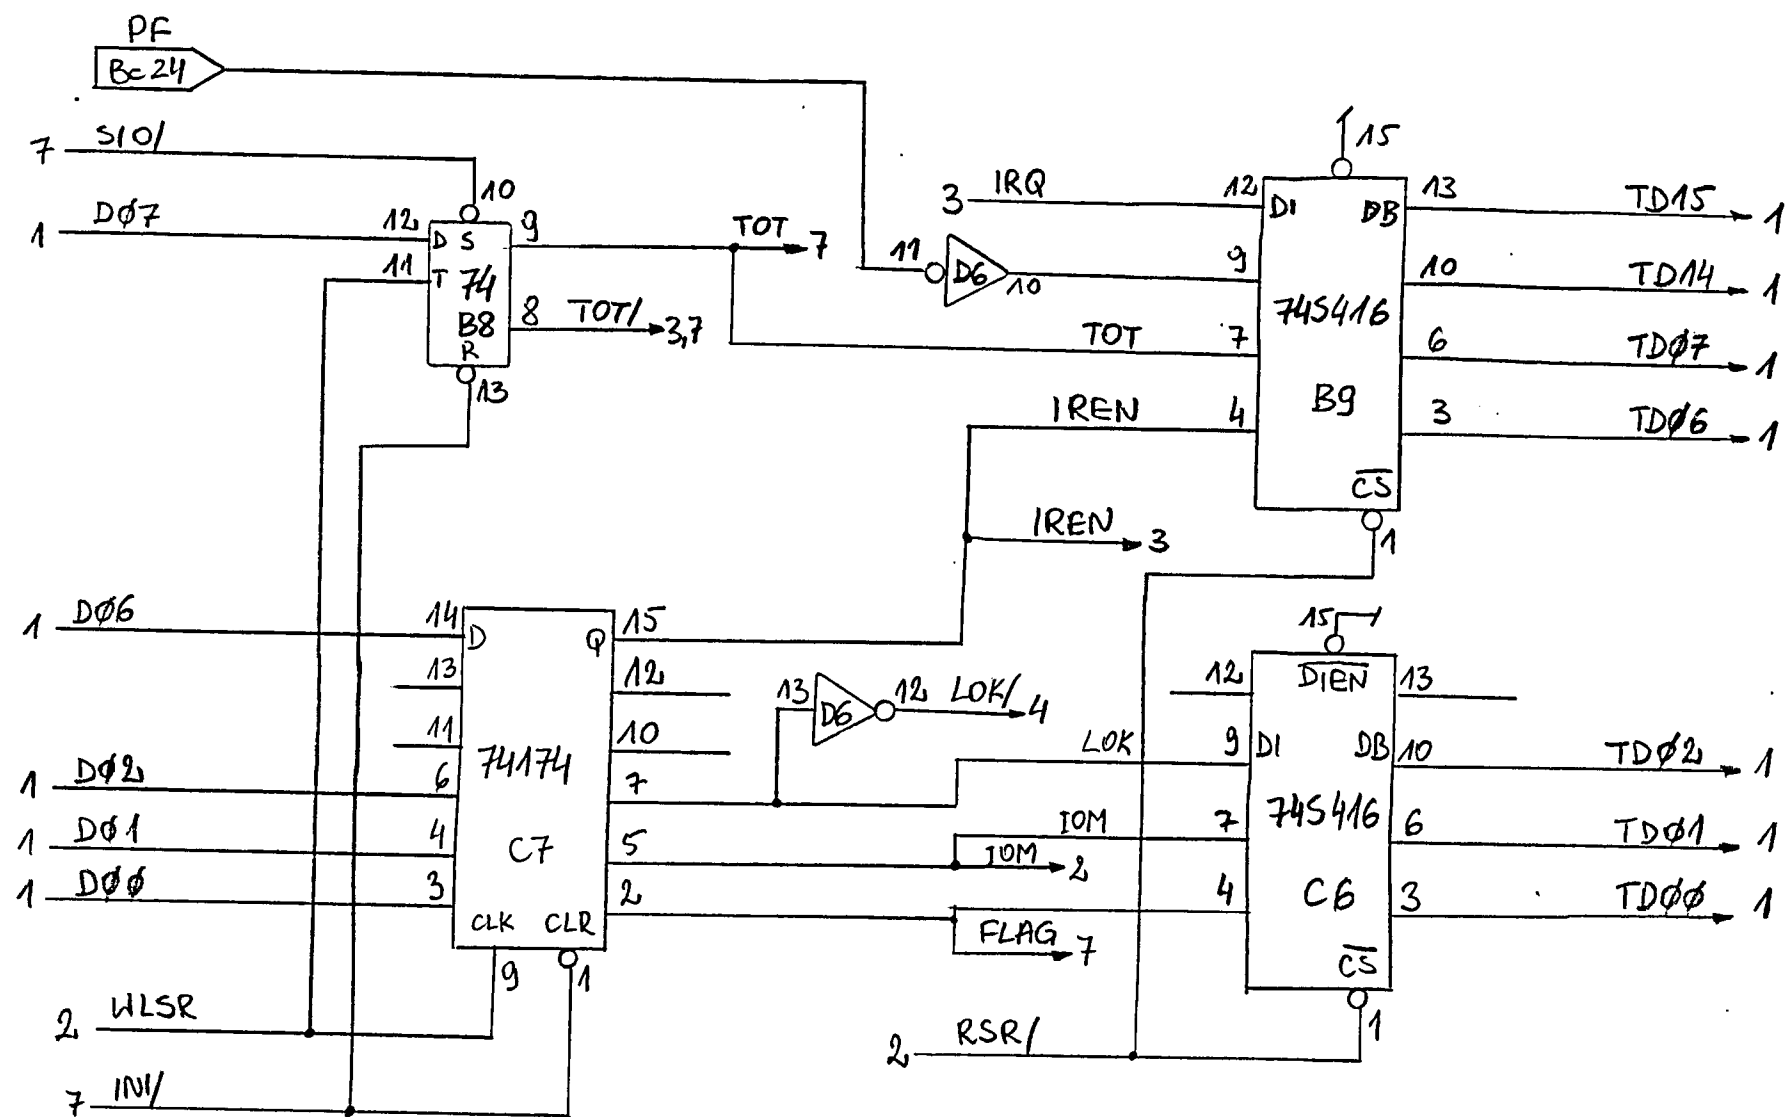 PF
Bc24
7 SIO/
10
1 DØ7 12 D S 9 TOT 7
11 T 74
B8 8 TOT/ 3,7
R
13
15
3 IRQ 12 DI DB 13 TD15 1
11 D6 10 9 10 TD14 1
74S416
TOT 7 6 TDØ7 1
B9
IREN 4 3 TDØ6 1
CS
1
IREN 3
1 DØ6 14 D Q 15
13 12
11 10
74174
1 DØ2 6 7
1 DØ1 4 5
C7
1 DØØ 3 2
CLK CLR
9 1
13 D6 12 LOK/ 4
15
12 DIEN 13
LOK 9 DI DB 10 TDØ2 1
74S416
IOM 7 6 TDØ1 1
IOM 2
4 C6 3 TDØØ 1
FLAG 7
CS
1
2 WLSR
2 RSR/
7 INI/